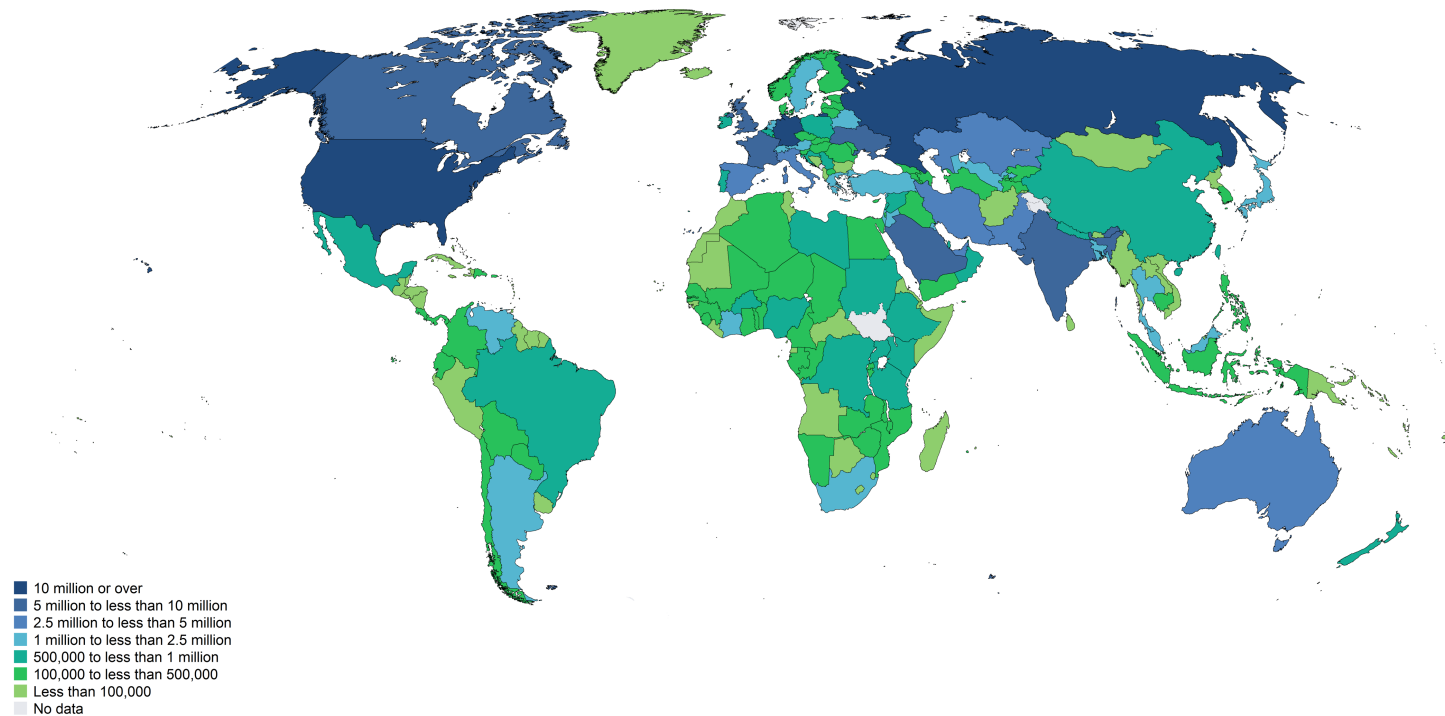 10 million or over
5 million to less than 10 million
2.5 million to less than 5 million
1 million to less than 2.5 million
500,000 to less than 1 million
100,000 to less than 500,000
Less than 100,000
No data